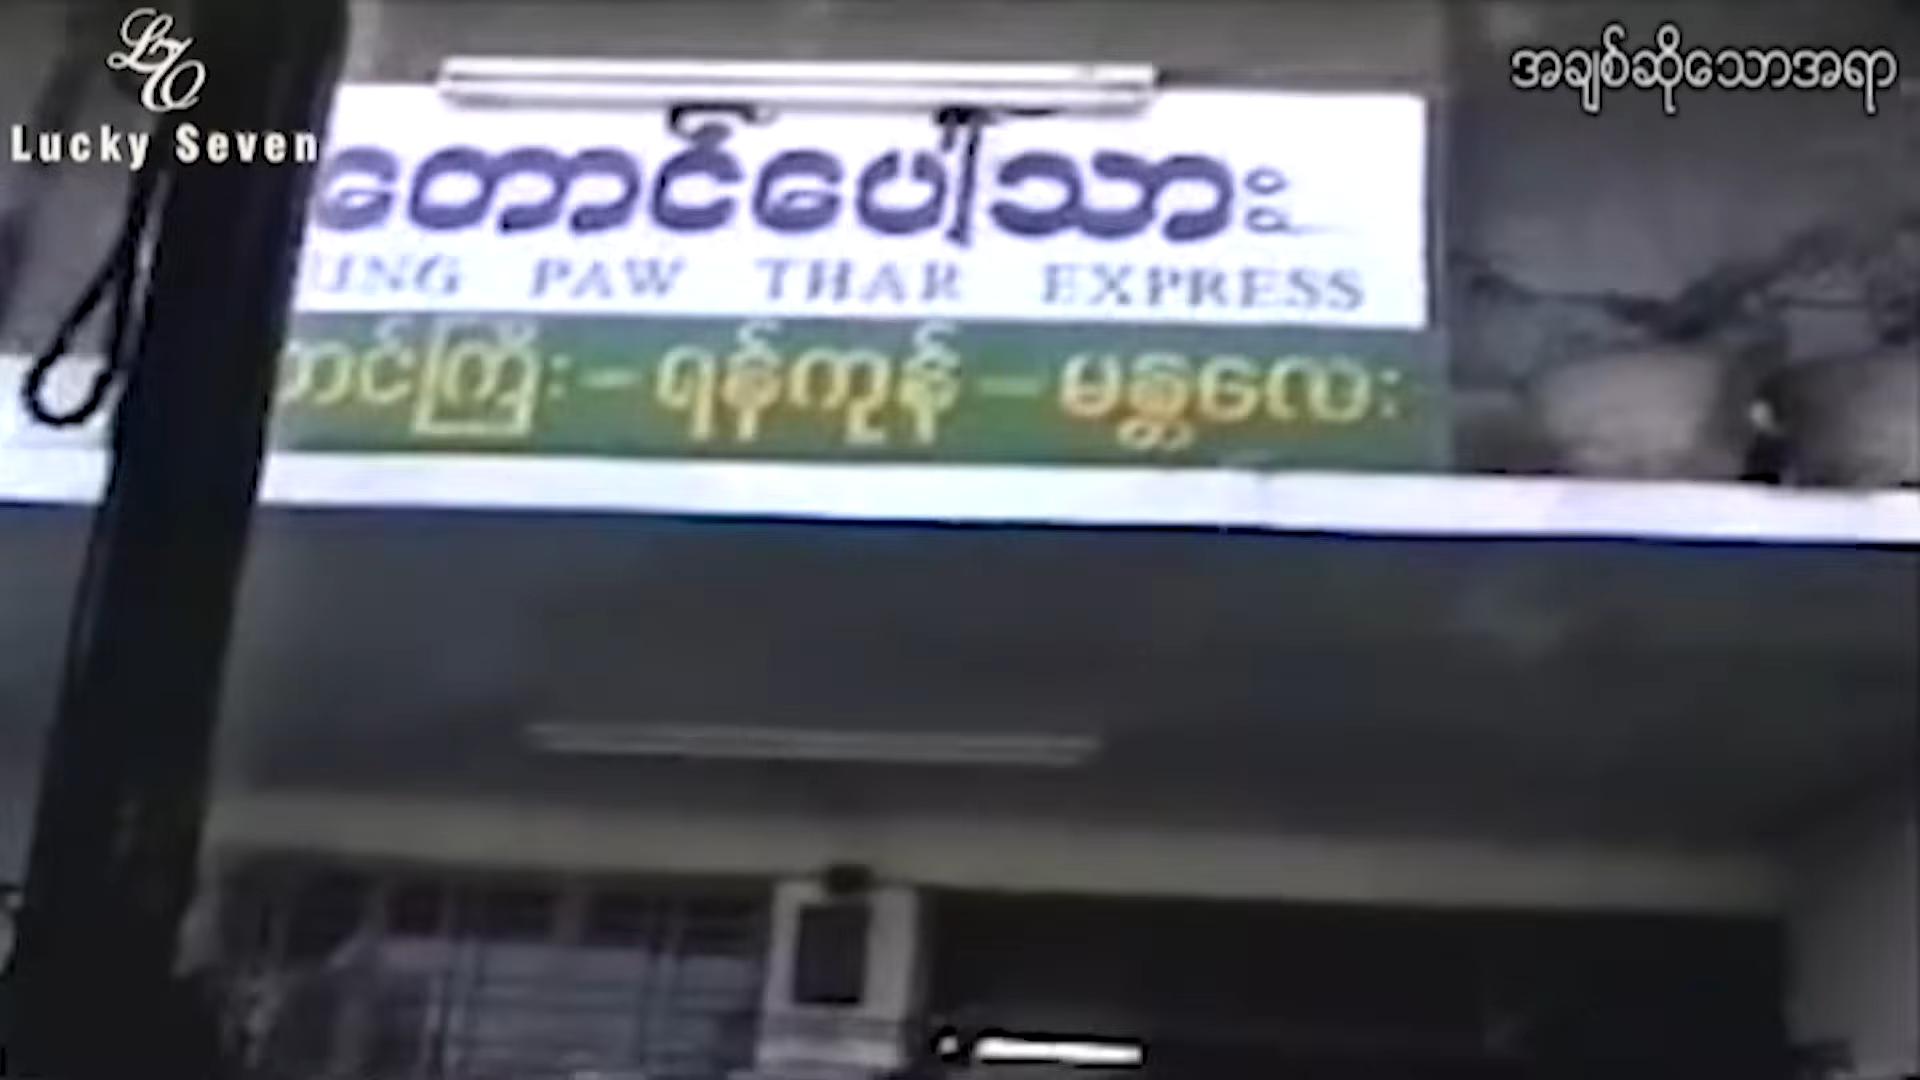 Lucky Seven
အချစ်ဆိုသောအရာ
တောင်ပေါ်သား
PAW THAR EXPRESS
ရန်ကုန် – မန္တလေး